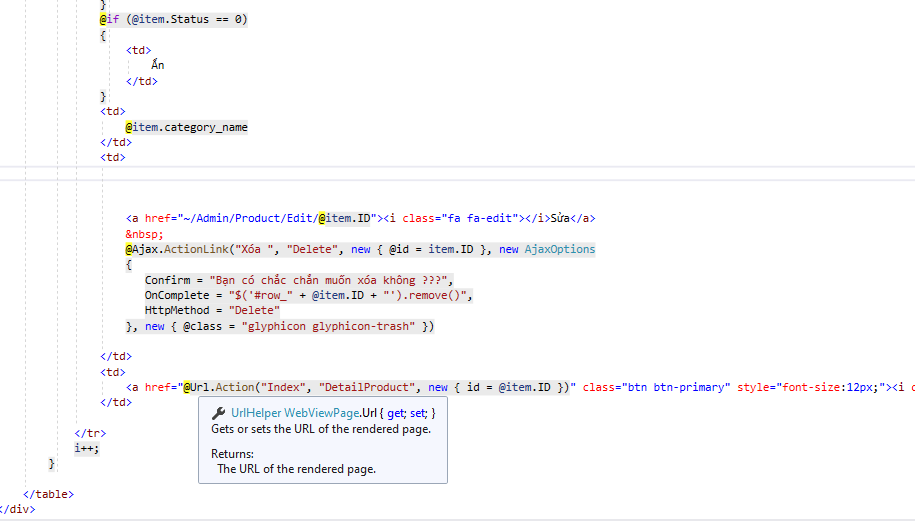 }
@if (@item.Status == 0)
{
<td>
Ẩn
</td>
}
<td>
@item.category_name
</td>
<td>
<a href="~/Admin/Product/Edit/@item.ID"><i class="fa fa-edit"></i>Sửa</a>
&nbsp;
@Ajax.ActionLink("Xóa ", "Delete", new { @id = item.ID }, new AjaxOptions
{
Confirm = "Bạn có chắc chắn muốn xóa không ???",
OnComplete = "$('#row_" + @item.ID + "').remove()",
HttpMethod = "Delete"
}, new { @class = "glyphicon glyphicon-trash" })
</td>
<td>
<a href="@Url.Action("Index", "DetailProduct", new { id = @item.ID })" class="btn btn-primary" style="font-size:12px;"><i c
</td>
UrlHelper WebViewPage.Url { get; set; }
Gets or sets the URL of the rendered page.
Returns:
The URL of the rendered page.
</tr>
i++;
}
</table>
</div>